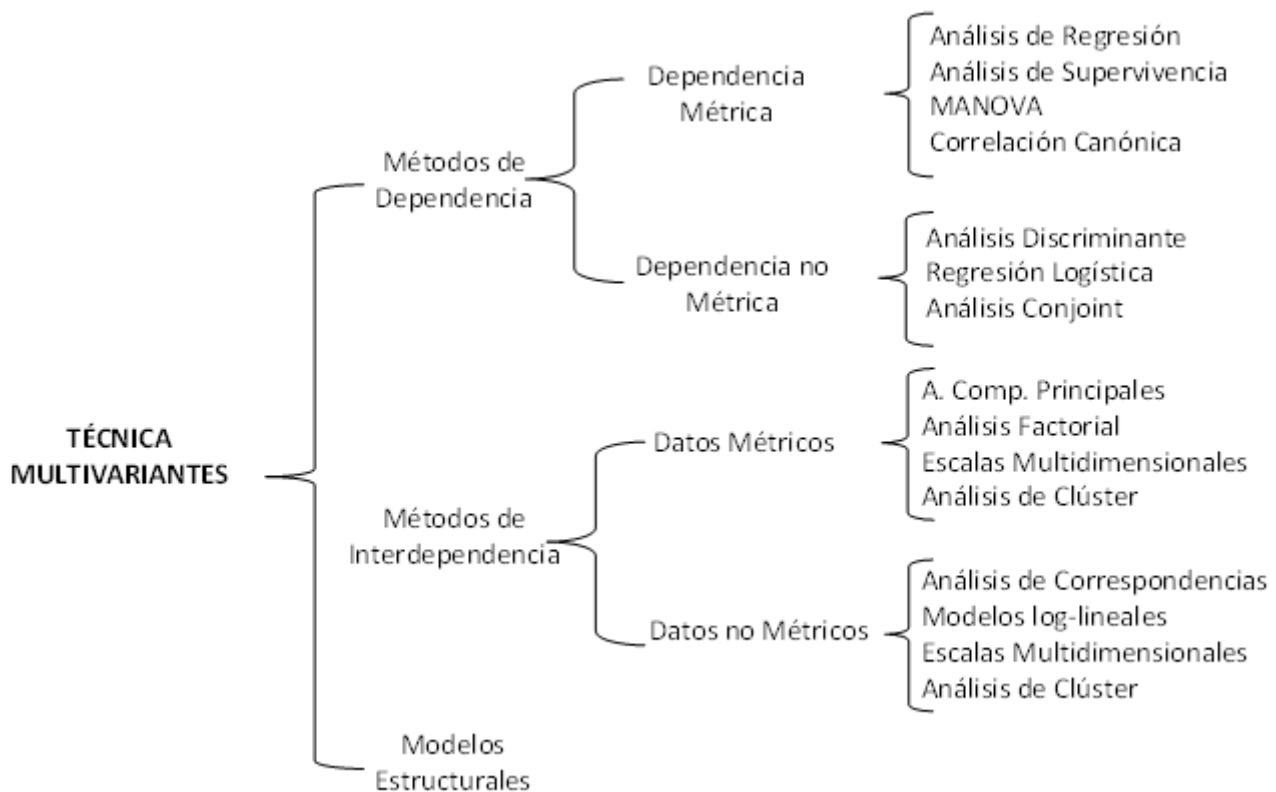 TÉCNICA
MULTIVARIANTES
Métodos de
Dependencia
Dependencia
Métrica
Análisis de Regresión
Análisis de Supervivencia
MANOVA
Correlación Canónica
Dependencia no
Métrica
Análisis Discriminante
Regresión Logística
Análisis Conjoint
Métodos de
Interdependencia
Datos Métricos
A. Comp. Principales
Análisis Factorial
Escalas Multidimensionales
Análisis de Clúster
Datos no Métricos
Análisis de Correspondencias
Modelos log-lineales
Escalas Multidimensionales
Análisis de Clúster
Modelos
Estructurales